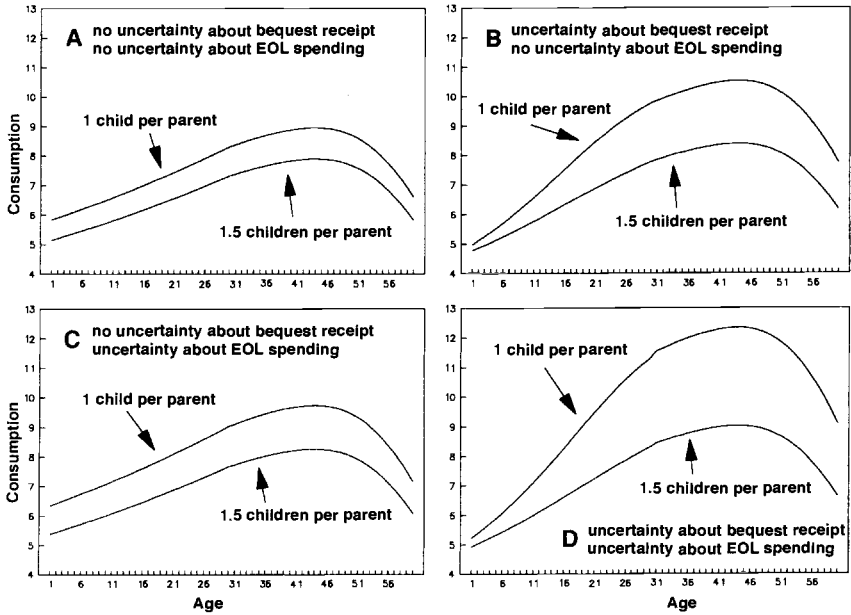 A no uncertainty about bequest receipt
no uncertainty about EOL spending
1 child per parent
1.5 children per parent
Consumption
13
12
11
10
9
8
7
6
5
4
1 6 11 16 21 26 31 36 41 46 51 56
B uncertainty about bequest receipt
no uncertainty about EOL spending
1 child per parent
1.5 children per parent
13
12
11
10
9
8
7
6
5
4
1 6 11 16 21 26 31 36 41 46 51 56
C no uncertainty about bequest receipt
uncertainty about EOL spending
1 child per parent
1.5 children per parent
Consumption
13
12
11
10
9
8
7
6
5
4
1 6 11 16 21 26 31 36 41 46 51 56
Age
1 child per parent
1.5 children per parent
D uncertainty about bequest receipt
uncertainty about EOL spending
13
12
11
10
9
8
7
6
5
4
1 6 11 16 21 26 31 36 41 46 51 56
Age